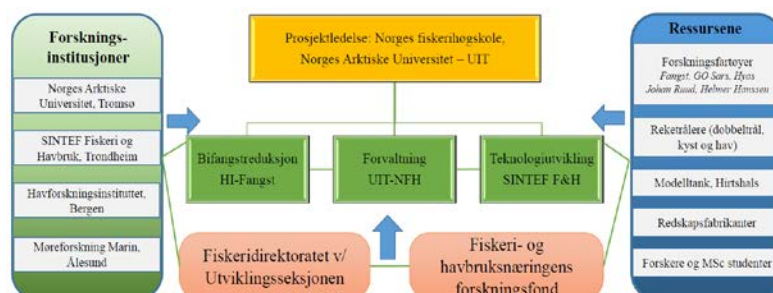 Forsknings-
institusjoner
Norges Arktiske
Universitet, Tromsø
SINTEF Fiskeri og
Havbruk, Trondheim
Havforskningsinstituttet,
Bergen
Møreforskning Marin,
Ålesund
Prosjektledelse: Norges fiskerihøgskole,
Norges Arktiske Universitet – UIT
Bifangstreduksjon
HI-Fangst
Forvaltning
UIT-NFH
Teknologiutvikling
SINTEF F&H
Fiskeridirektoratet v/
Utviklingsseksjonen
Fiskeri- og
havbruksnæringens
forskningsfond
Ressursene
Forskningsfartøyer
Fangst, GO Sars, Hyas
Johan Ruud, Helmer Hanssen
Reketrålere (dobbeltrål,
kyst og hav)
Modelltank, Hirtshals
Redskapsfabrikanter
Forskere og MSc studenter